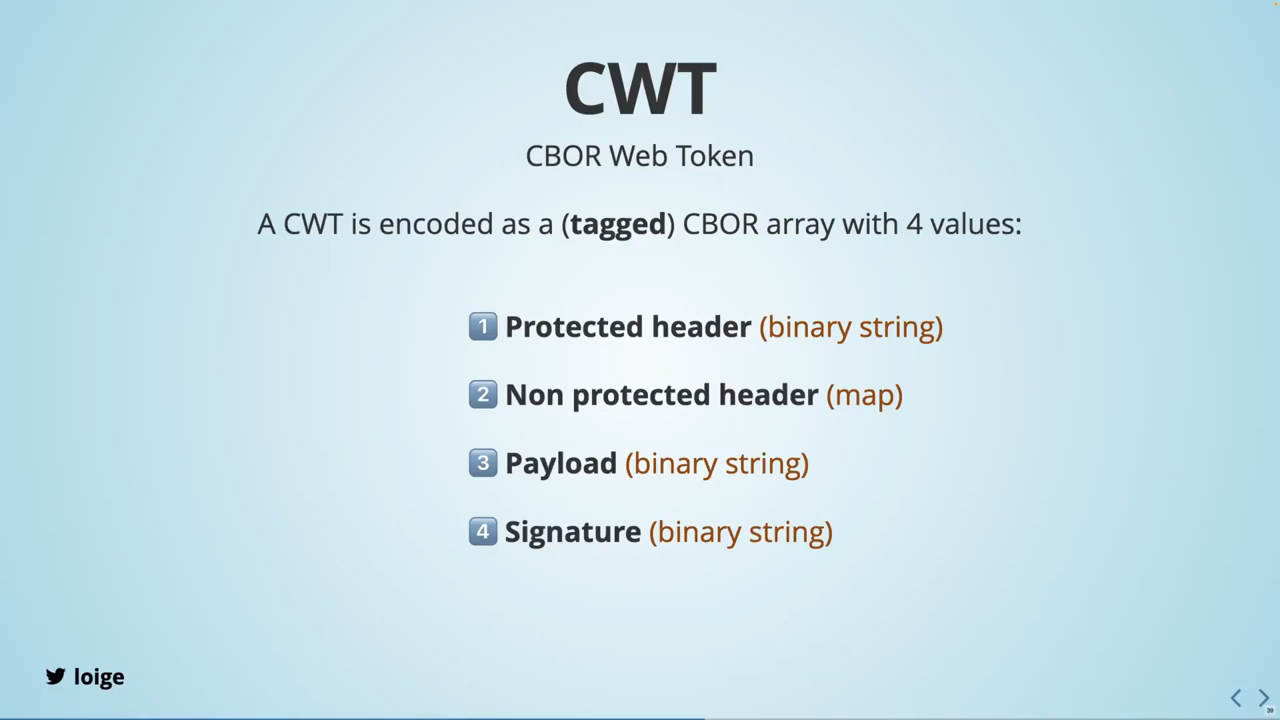 CWT
CBOR Web Token
A CWT is encoded as a (tagged) CBOR array with 4 values:
1 Protected header (binary string)
2 Non protected header (map)
3 Payload (binary string)
4 Signature (binary string)
loige
39